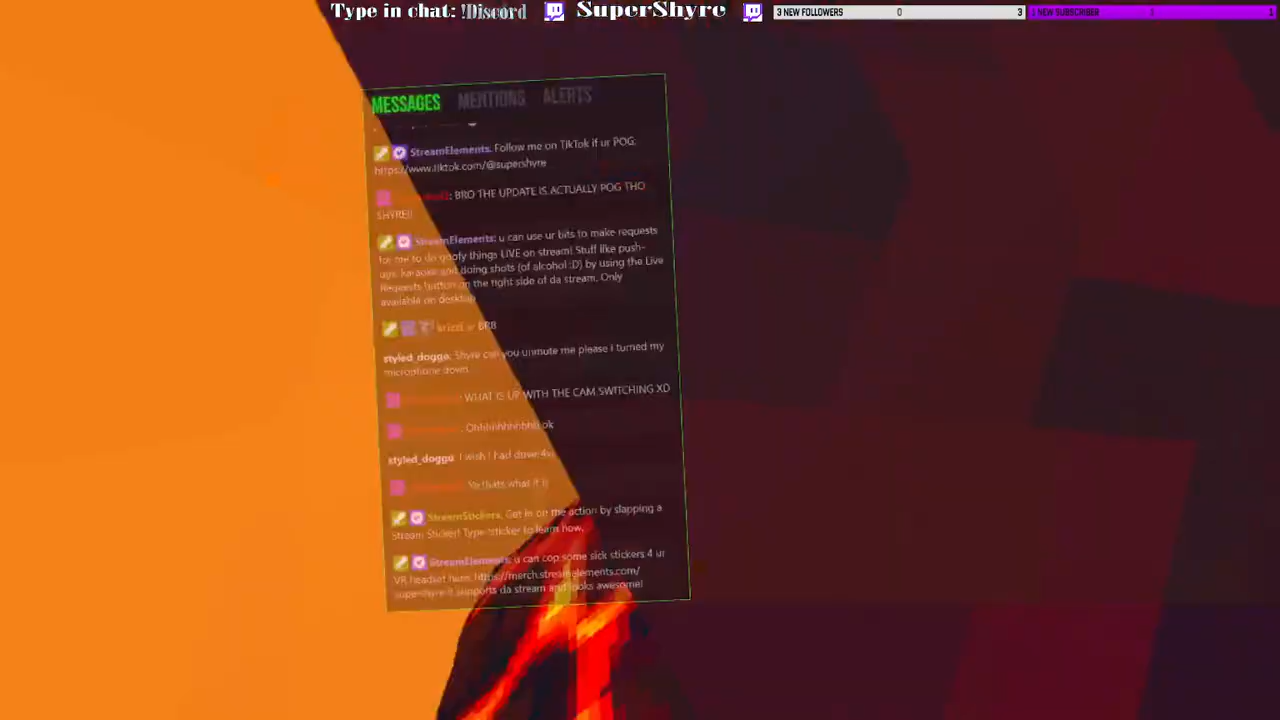 Type in chat: !Discord SuperShyre 3 NEW FOLLOWERS 0 3 1 NEW SUBSCRIBER 1
MESSAGES MENTIONS ALERTS
StreamElements: Follow me on TikTok if ur POG:
https://www.tiktok.com/@supershyre
: BRO THE UPDATE IS ACTUALLY POG THO
SHYRE!!
StreamElements: u can use ur bits to make requests
for me to do goofy things LIVE on stream! Stuff like push-
ups, karaoke and doing shots (of alcohol :D) by using the Live
Requests button on the right side of da stream. Only
available on desktop
BRB
styled_doggo: Shyre can you unmute me please I turned my
microphone down
: WHAT IS UP WITH THE CAM SWITCHING XD
: Ohhhhhhhhhh ok
styled_doggo: I wish I had
what it is
StreamStickers: Get in on the action by slapping a
Stream Sticker! Type !sticker to learn how.
StreamElements: u can cop some sick stickers 4 ur
VR headset here: https://merch.streamelements.com/
supershyre it supports da stream and looks awesome!